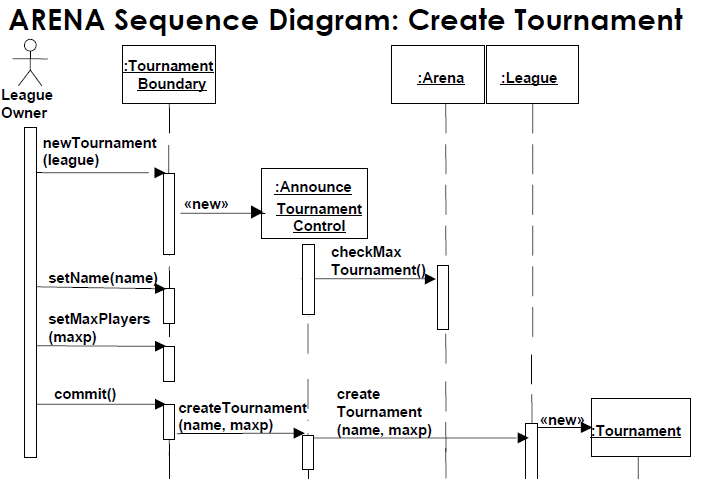 ARENA Sequence Diagram: Create Tournament
League
Owner
:Tournament
Boundary
:Arena
:League
newTournament
(league)
«new»
:Announce
Tournament
Control
checkMax
Tournament()
setName(name)
setMaxPlayers
(maxp)
commit()
createTournament
(name, maxp)
create
Tournament
(name, maxp)
«new»
:Tournament